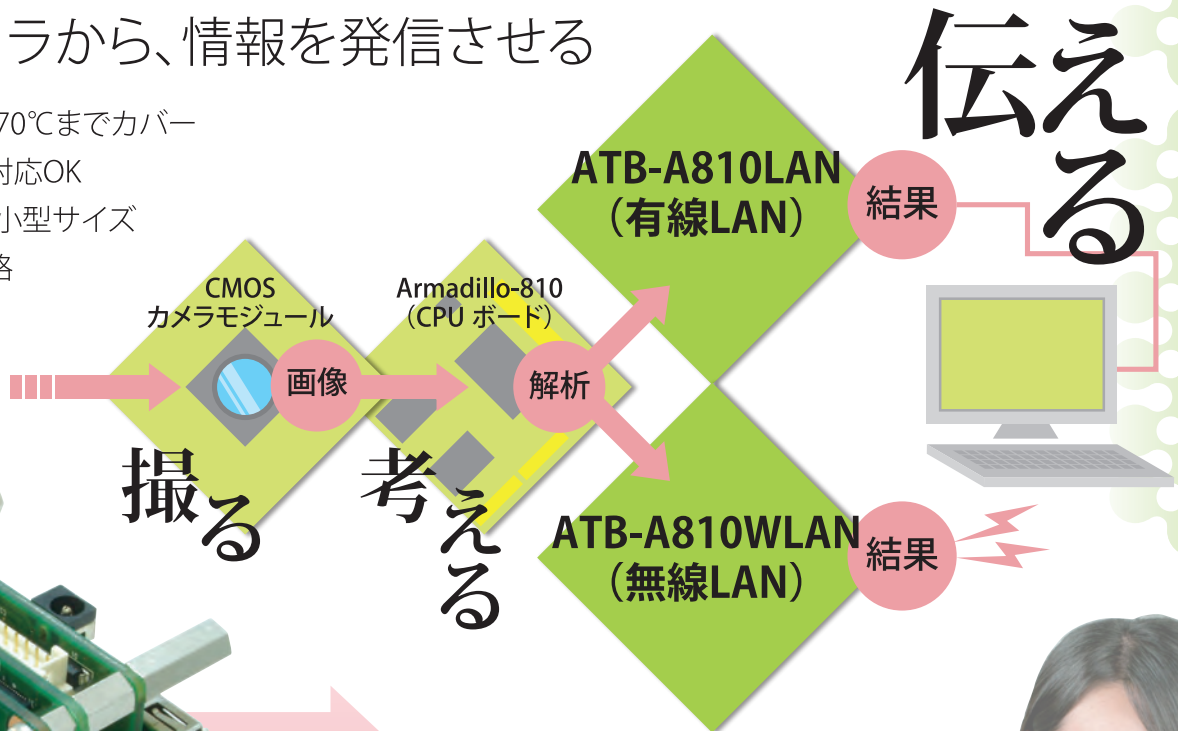 ラから、情報を発信させる
70℃までカバー
対応OK
小型サイズ
格
伝える
ATB-A810LAN
（有線LAN）
結果
CMOS
カメラモジュール
Armadillo-810
（CPU ボード）
画像
解析
撮る
考える
ATB-A810WLAN
（無線LAN）
結果